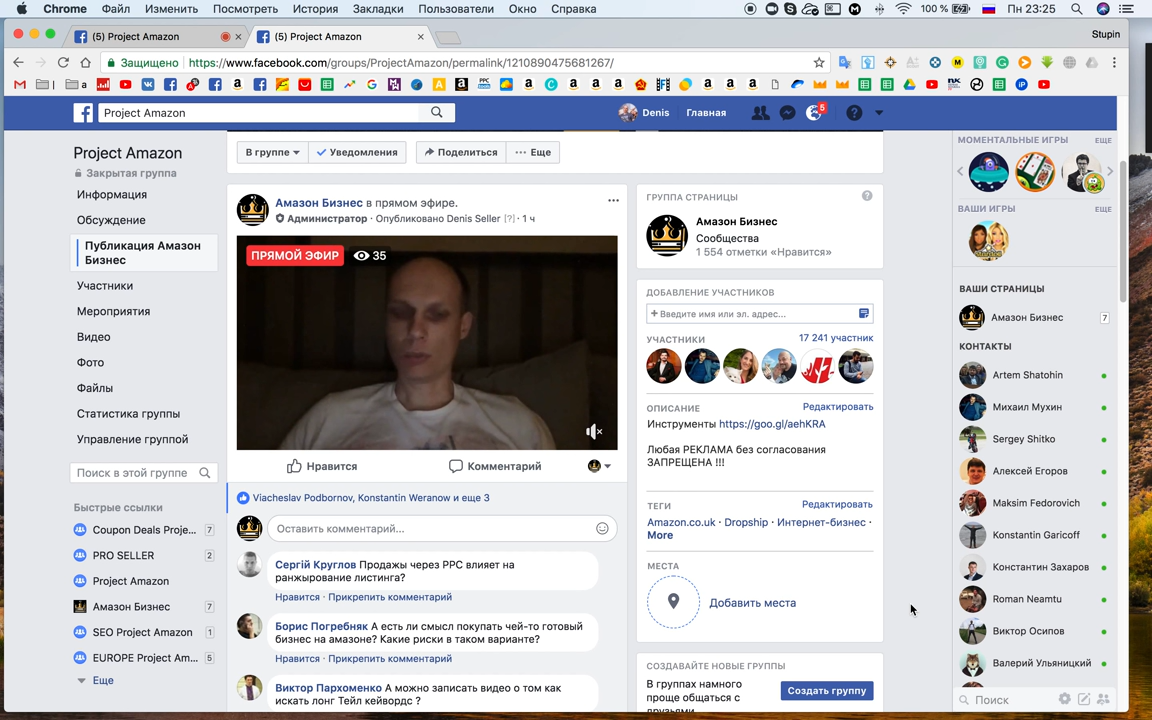 Chrome Файл Изменить Посмотреть История Закладки Пользователи Окно Справка 100 % Пн 23:25
(5) Project Amazon (5) Project Amazon Stupin
Защищено https://www.facebook.com/groups/ProjectAmazon/permalink/1210890475681267/
Project Amazon Denis Главная 5
Project Amazon
Закрытая группа
Информация
Обсуждение
Публикация Амазон
Бизнес
Участники
Мероприятия
Видео
Фото
Файлы
Статистика группы
Управление группой
Поиск в этой группе
Быстрые ссылки
Coupon Deals Proje... 7
PRO SELLER 2
Project Amazon
Амазон Бизнес 7
SEO Project Amazon 1
EUROPE Project Am... 5
Еще
В группе Уведомления Поделиться Еще
Амазон Бизнес в прямом эфире.
Администратор · Опубликовано Denis Seller [?] · 1 ч
ПРЯМОЙ ЭФИР 35
Нравится Комментарий
Viacheslav Podbornov, Konstantin Weranow и еще 3
Оставить комментарий...
Сергій Круглов Продажы через PPC влияет на
ранжырование листинга?
Нравится · Прикрепить комментарий
Борис Погребняк А есть ли смысл покупать чей-то готовый
бизнес на амазоне? Какие риски в таком варианте?
Нравится · Прикрепить комментарий
Виктор Пархоменко А можно записать видео о том как
искать лонг Тейл кейвордс ?
ГРУППА СТРАНИЦЫ
Амазон Бизнес
Сообщества
1 554 отметки «Нравится»
ДОБАВЛЕНИЕ УЧАСТНИКОВ
+ Введите имя или эл. адрес...
УЧАСТНИКИ 17 241 участник
ОПИСАНИЕ Редактировать
Инструменты https://goo.gl/aehKRA
Любая РЕКЛАМА без согласования
ЗАПРЕЩЕНА !!!
ТЕГИ Редактировать
Amazon.co.uk · Dropship · Интернет-бизнес ·
More
МЕСТА
Добавить места
СОЗДАВАЙТЕ НОВЫЕ ГРУППЫ
В группах намного
проще общаться с
друзьями,
Создать группу
МОМЕНТАЛЬНЫЕ ИГРЫ ЕЩЕ
ВАШИ ИГРЫ ЕЩЕ
ВАШИ СТРАНИЦЫ
Амазон Бизнес 7
КОНТАКТЫ
Artem Shatohin
Михаил Мухин
Sergey Shitko
Алексей Егоров
Maksim Fedorovich
Konstantin Garicoff
Константин Захаров
Roman Neamtu
Виктор Осипов
Валерий Ульяницкий
Поиск